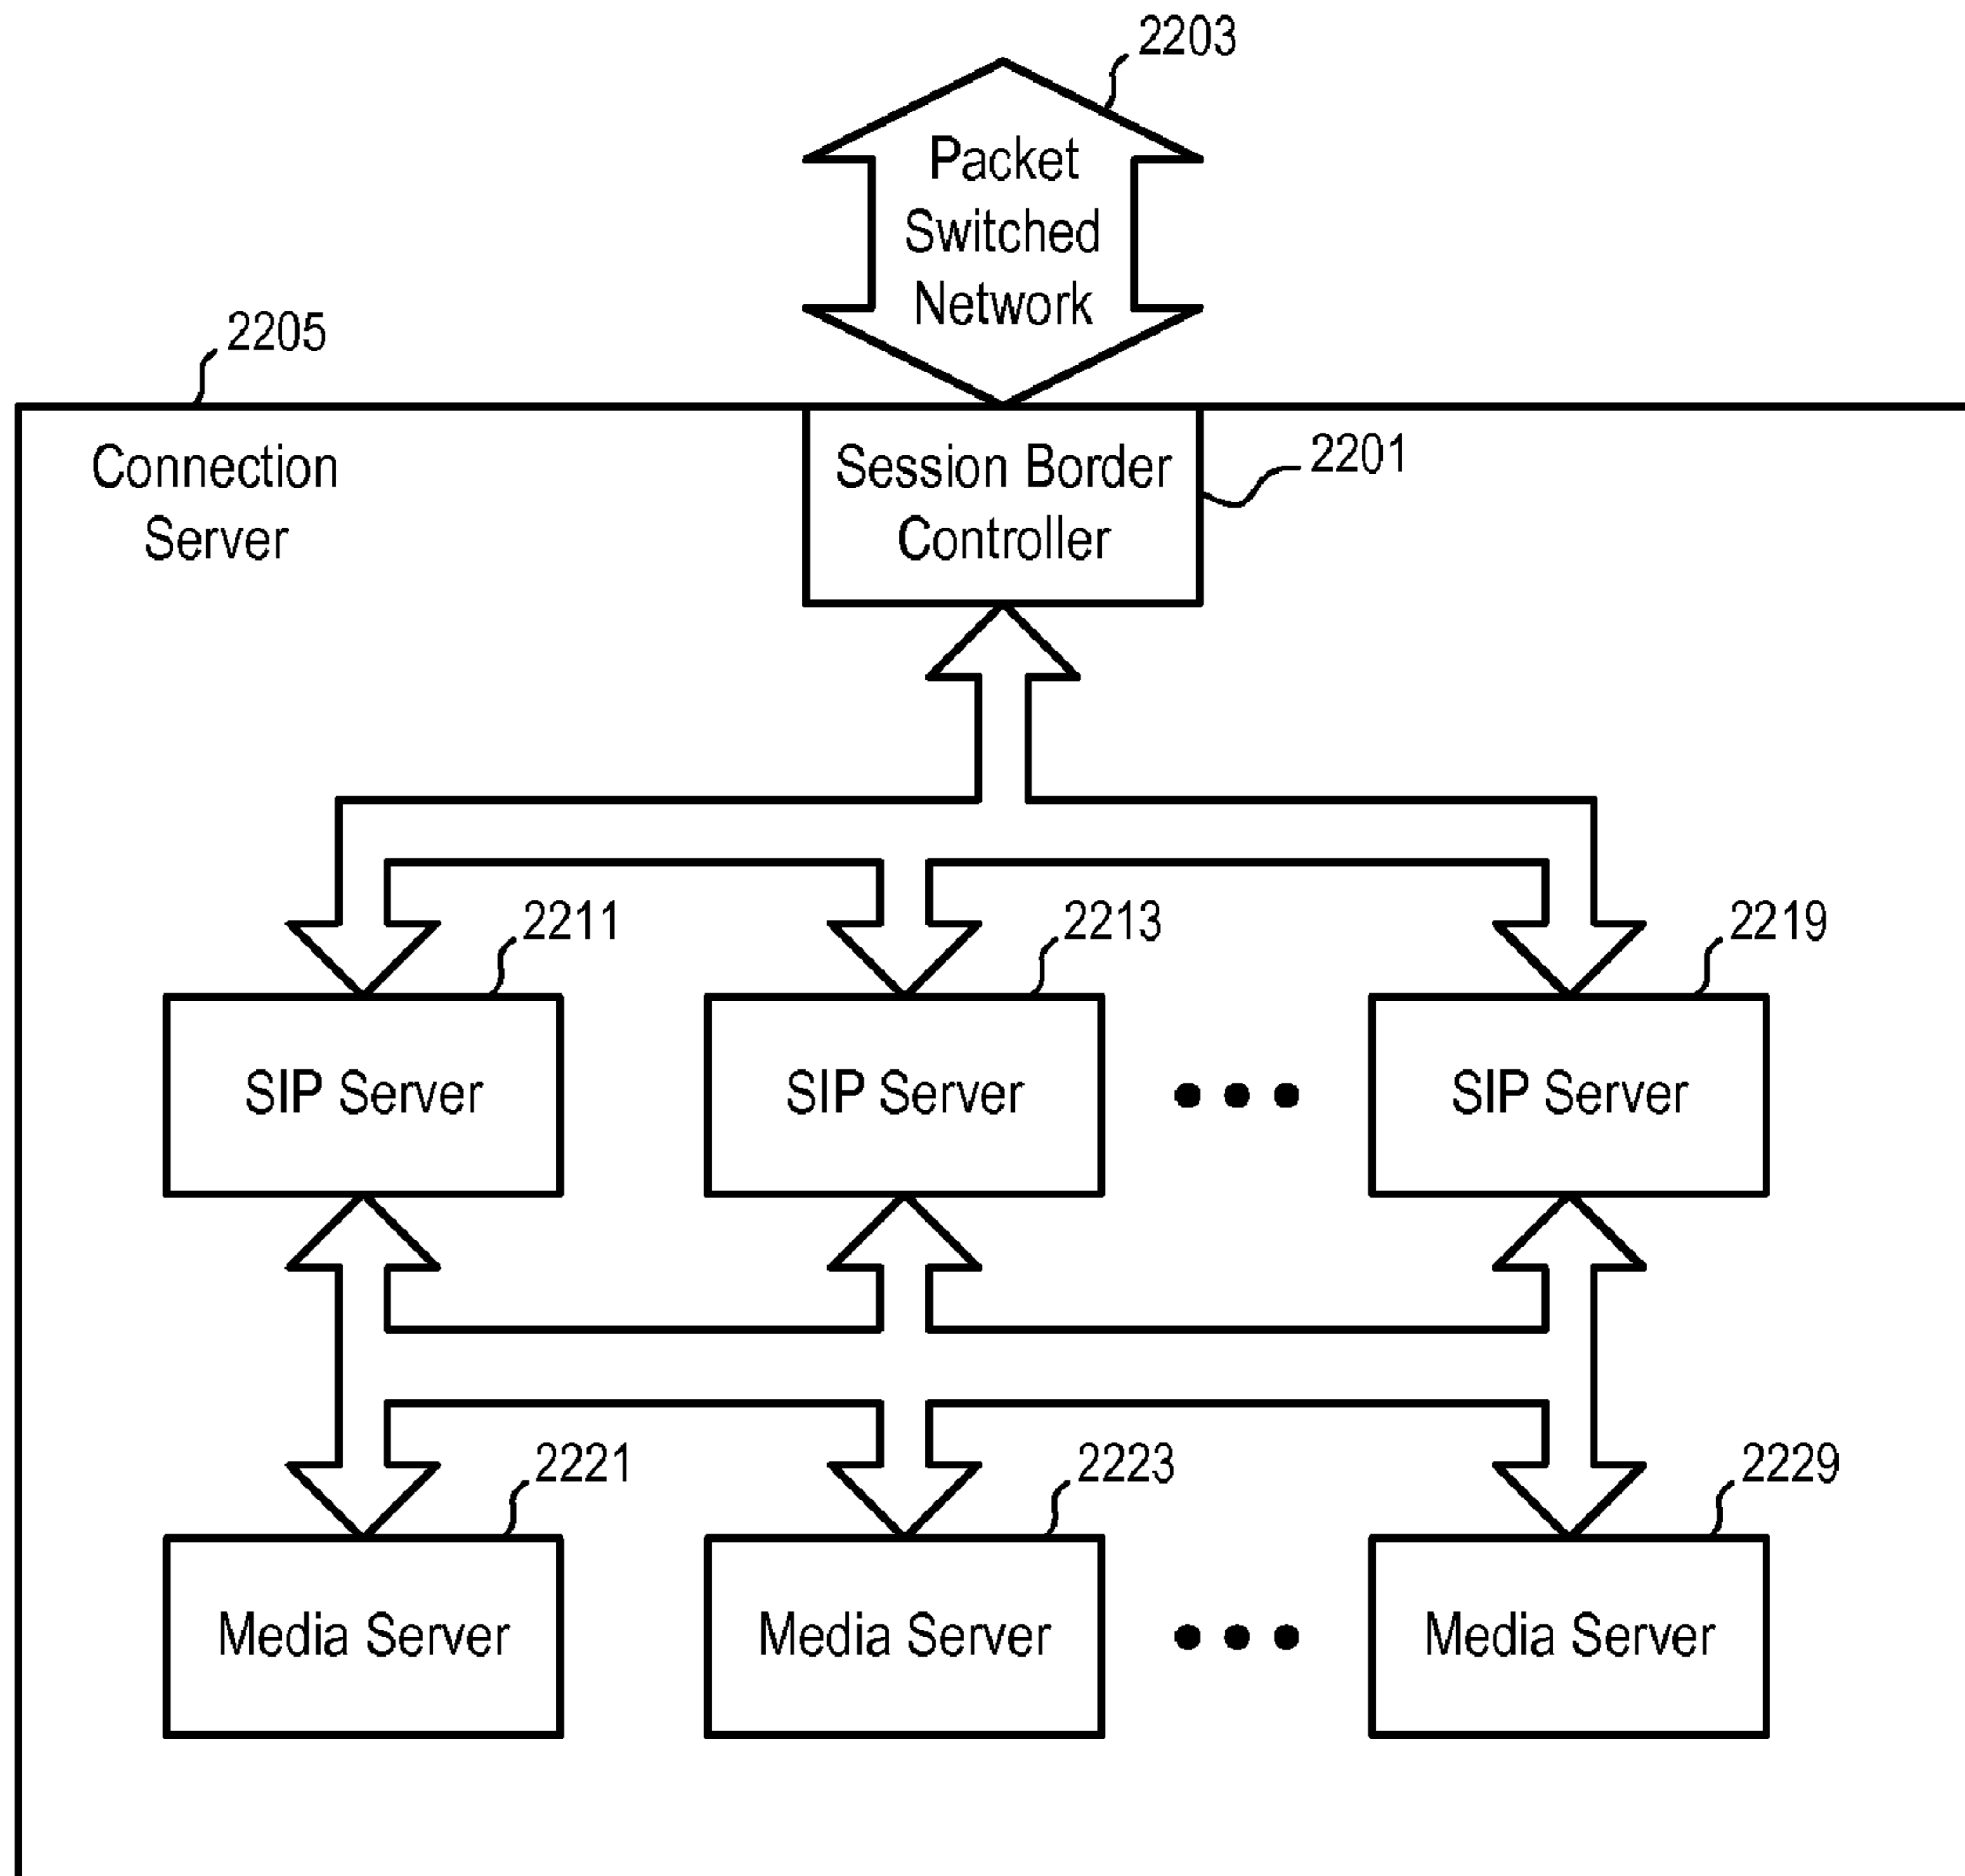 2203
Packet
Switched
Network
2205
Connection
Server
Session Border
Controller
2201
2211
2213
2219
SIP Server
SIP Server
SIP Server
2221
2223
2229
Media Server
Media Server
Media Server